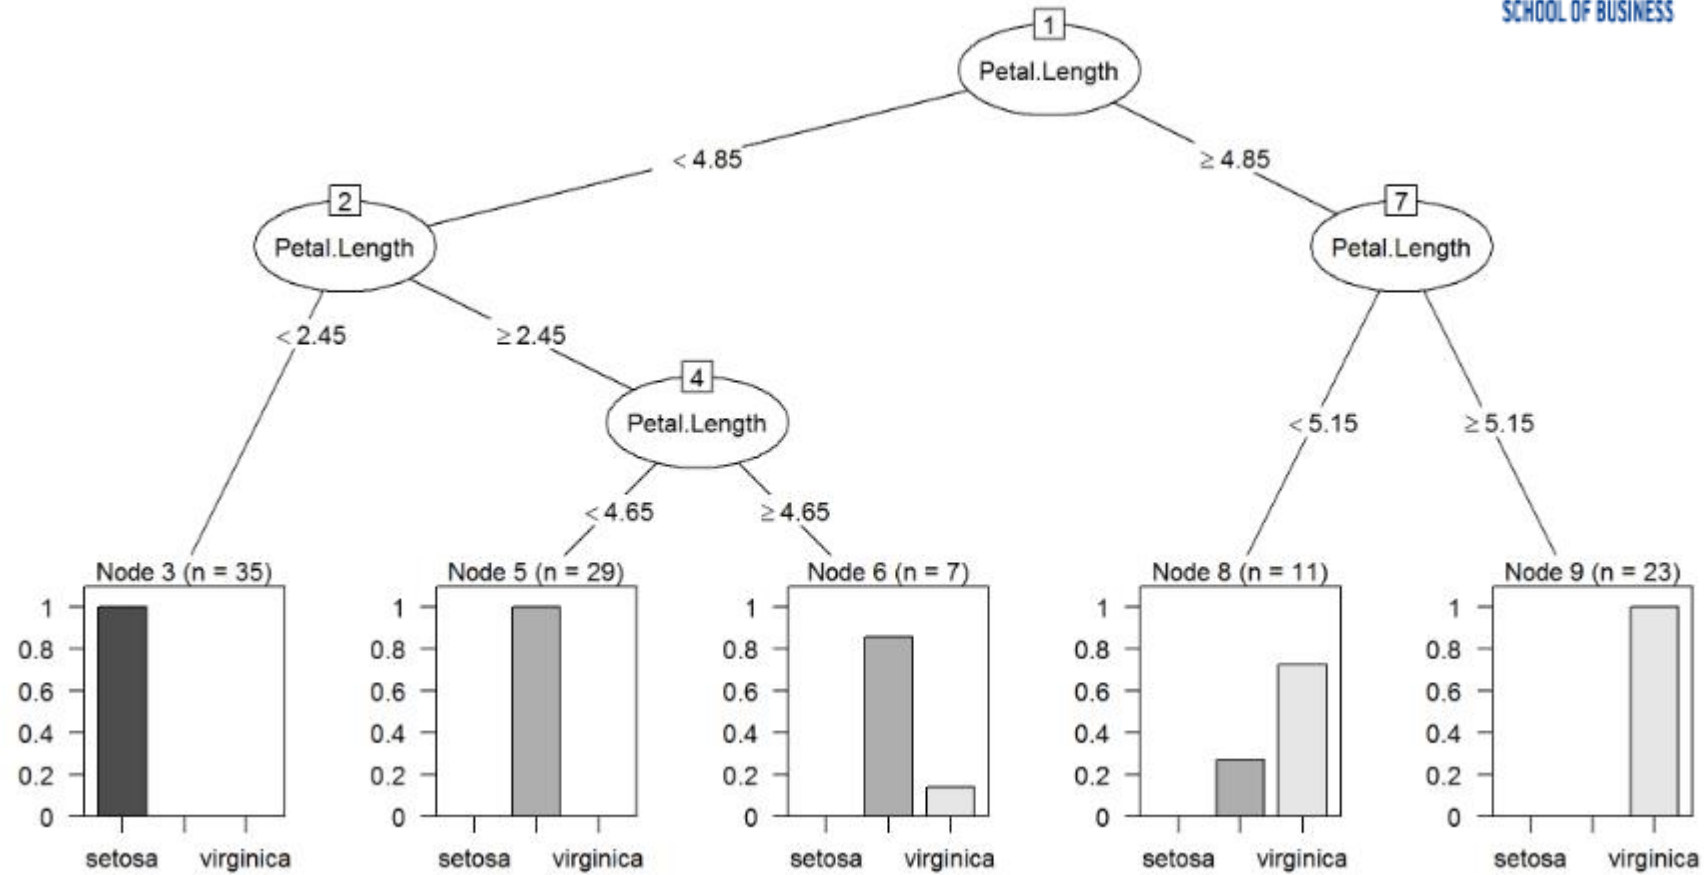 SCHOOL OF BUSINESS
1
Petal.Length
< 4.85
≥ 4.85
2
Petal.Length
7
Petal.Length
< 2.45
≥ 2.45
4
Petal.Length
< 5.15
≥ 5.15
< 4.65
≥ 4.65
Node 3 (n = 35)
1
0.8
0.6
0.4
0.2
0
setosa virginica
Node 5 (n = 29)
1
0.8
0.6
0.4
0.2
0
setosa virginica
Node 6 (n = 7)
1
0.8
0.6
0.4
0.2
0
setosa virginica
Node 8 (n = 11)
1
0.8
0.6
0.4
0.2
0
setosa virginica
Node 9 (n = 23)
1
0.8
0.6
0.4
0.2
0
setosa virginica